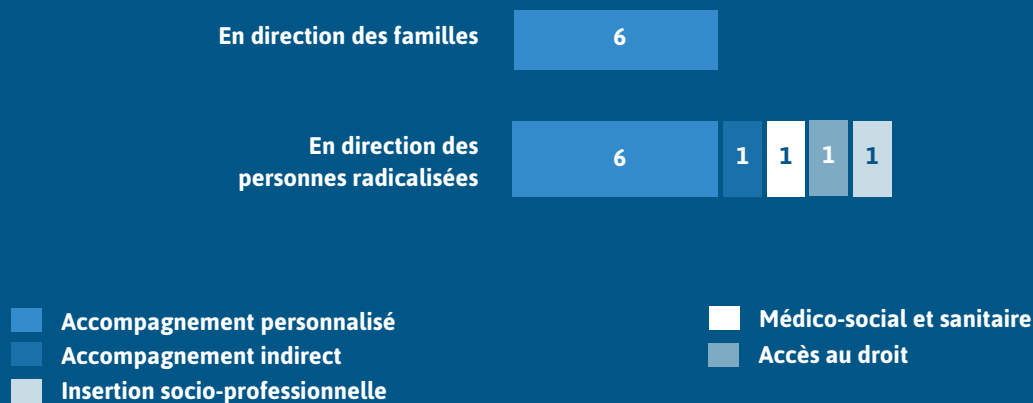 En direction des familles
6
En direction des
personnes radicalisées
6 1 1 1 1
Accompagnement personnalisé
Accompagnement indirect
Insertion socio-professionnelle
Médico-social et sanitaire
Accès au droit